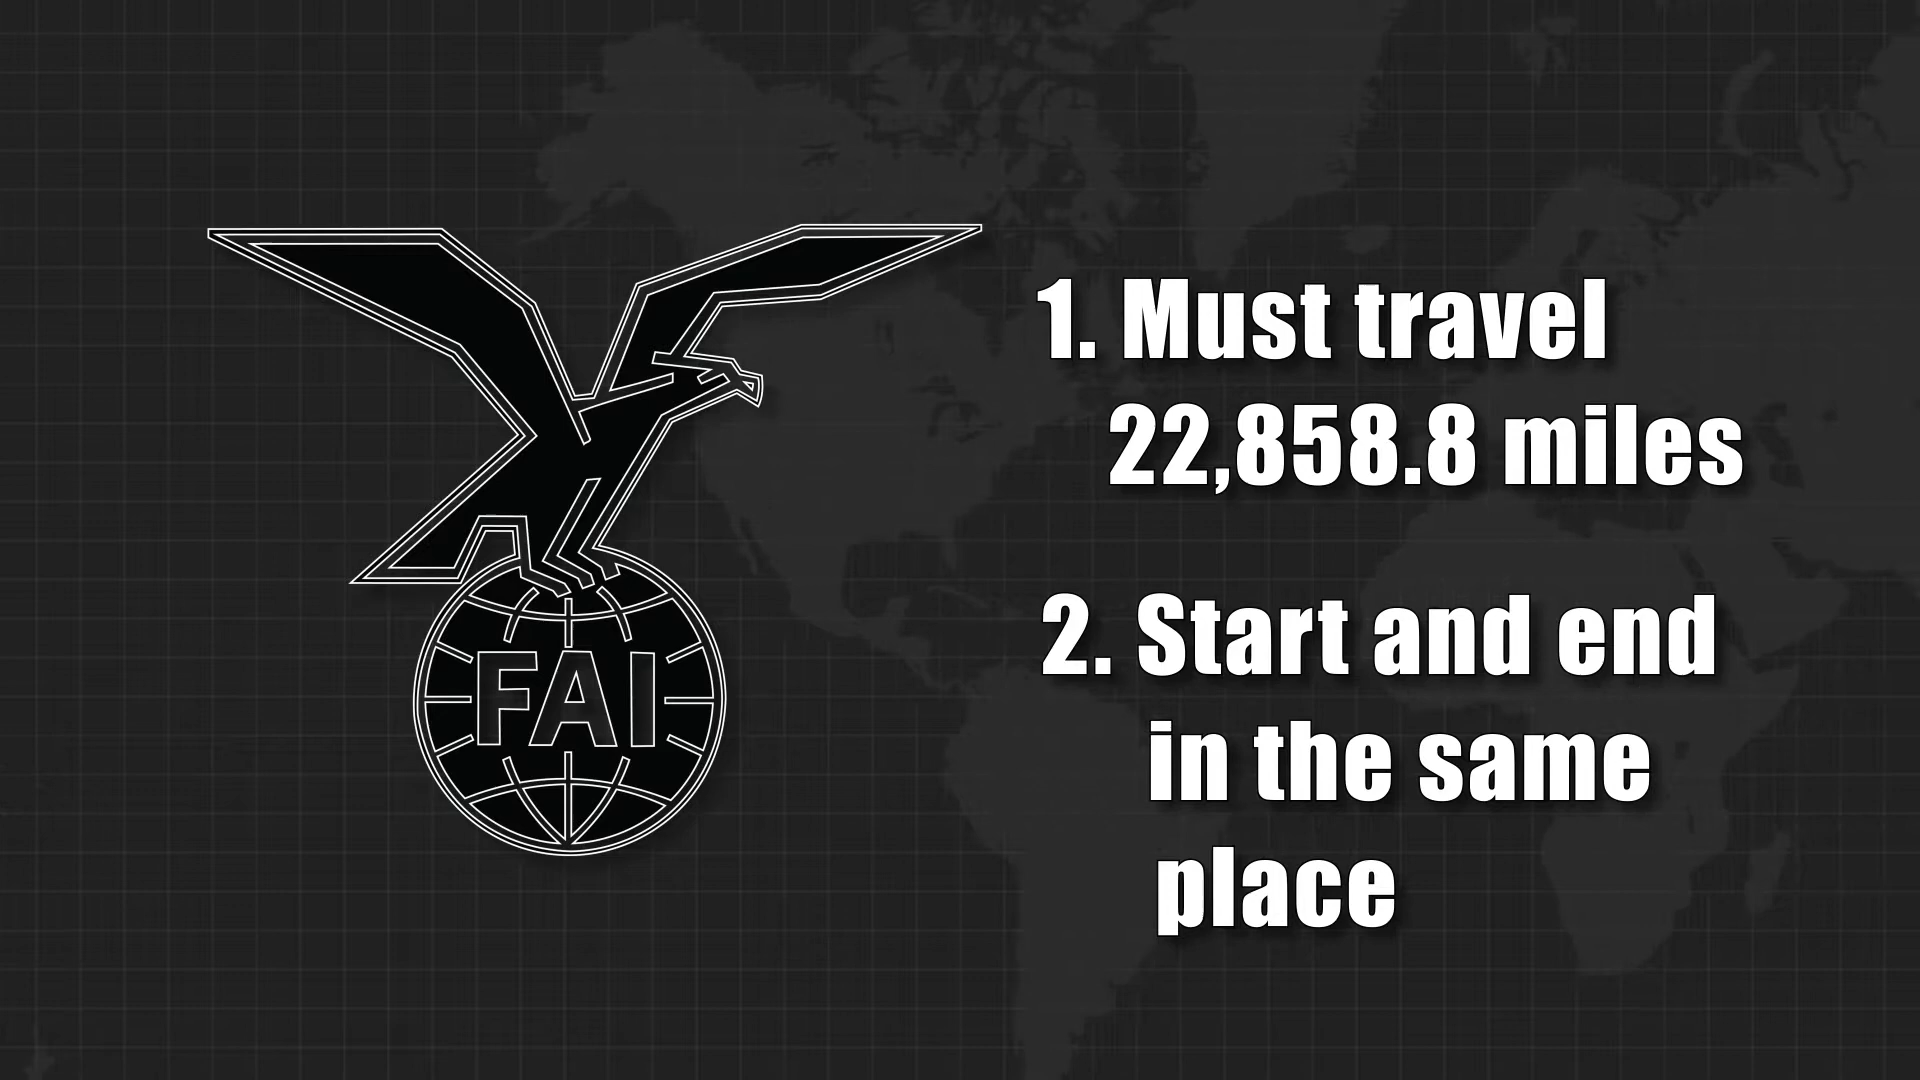 FAI
1. Must travel
22,858.8 miles
2. Start and end
in the same
place